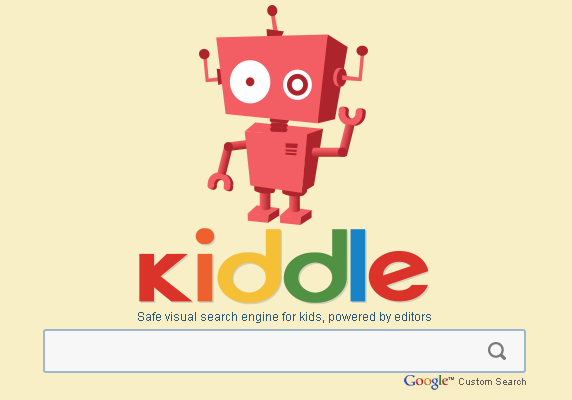 kiddle
Safe visual search engine for kids, powered by editors
Google™ Custom Search